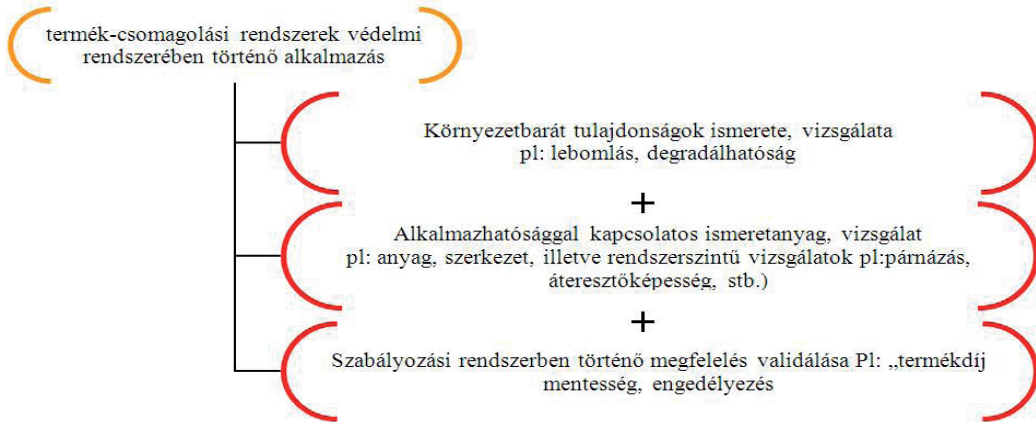 termék-csomagolási rendszerek védelmi
rendszerében történő alkalmazás
Környezetbarát tulajdonságok ismerete, vizsgálata
pl: lebomlás, degradálhatóság
+
Alkalmazhatósággal kapcsolatos ismeretanyag, vizsgálat
pl: anyag, szerkezet, illetve rendszerszintű vizsgálatok pl:párnázás,
áteresztőképesség, stb.)
+
Szabályozási rendszerben történő megfelelés validálása Pl: „termékdíj
mentesség, engedélyezés